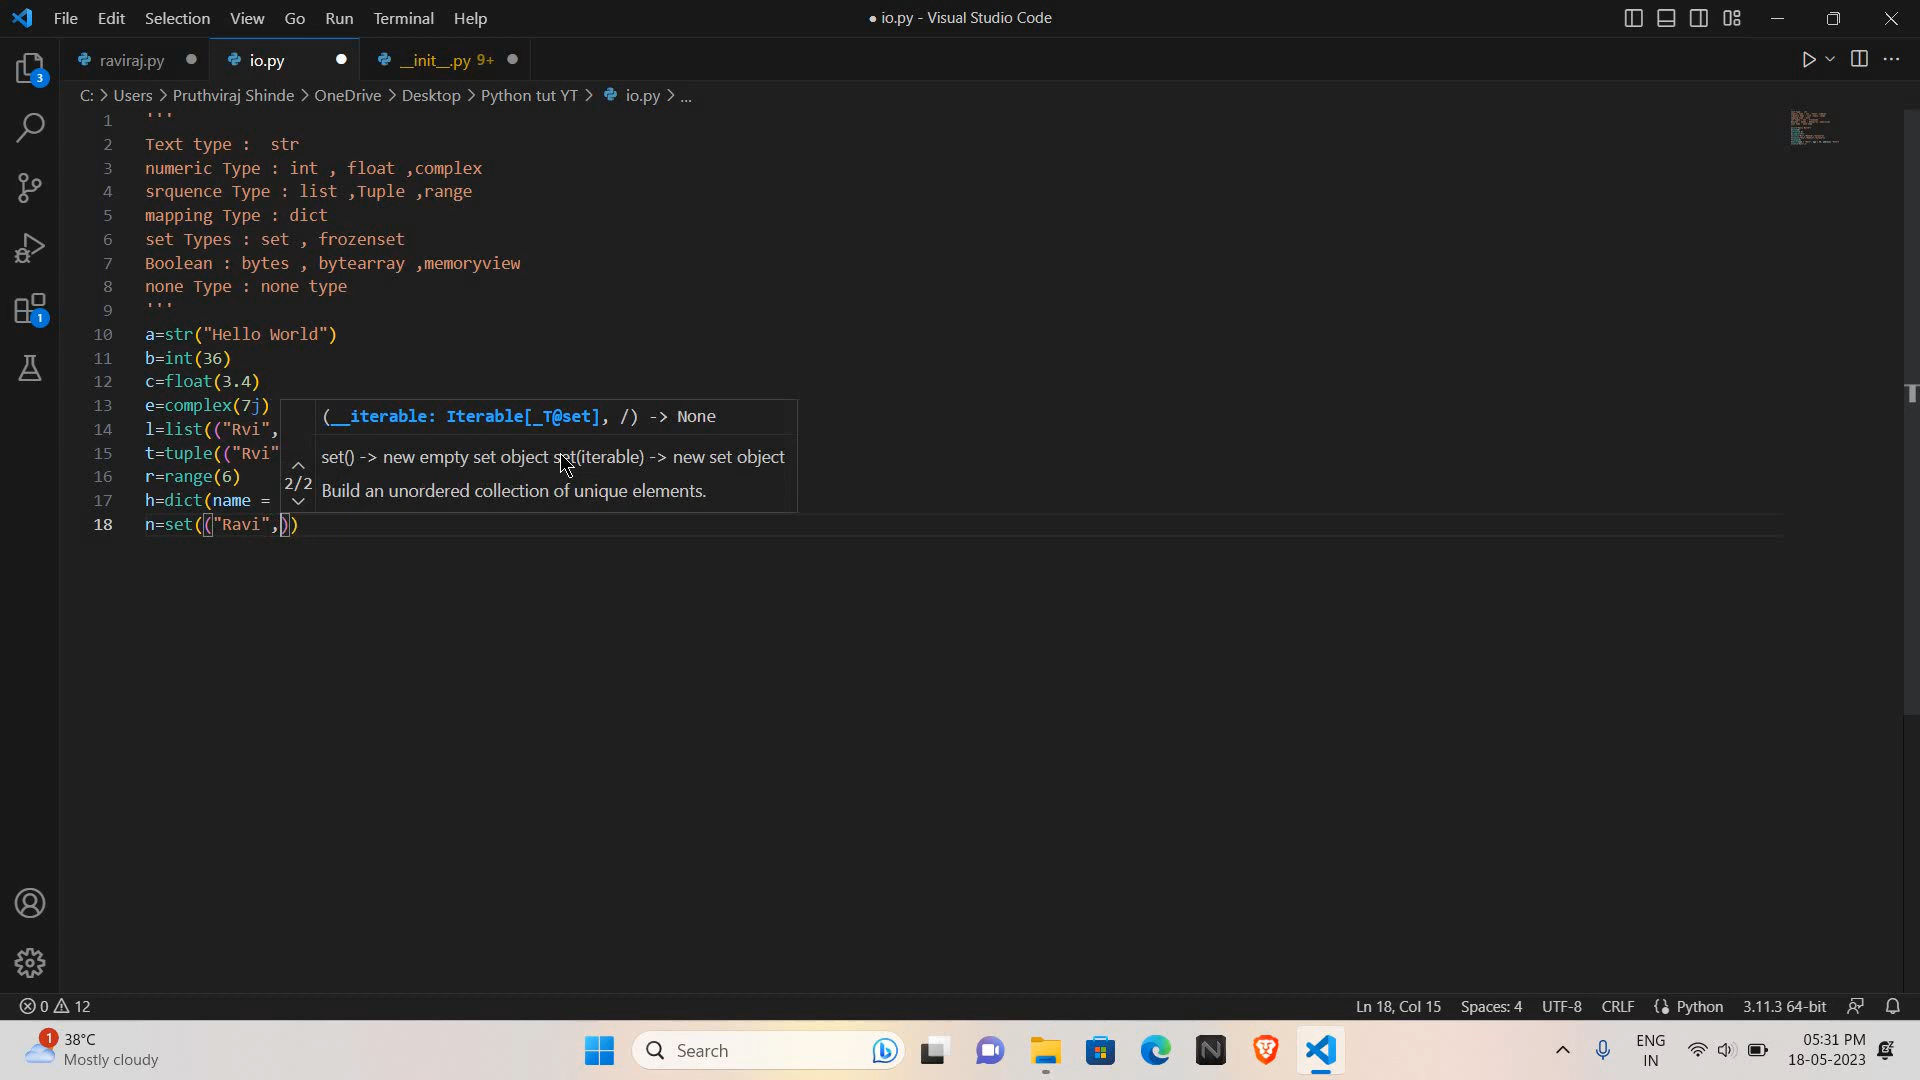 File Edit Selection View Go Run Terminal Help
● io.py - Visual Studio Code
raviraj.py io.py __init__.py 9+
3
C: > Users > Pruthviraj Shinde > OneDrive > Desktop > Python tut YT > io.py > ...
1 '''
2 Text type :  str
3 numeric Type : int , float ,complex
4 srquence Type : list ,Tuple ,range
5 mapping Type : dict
6 set Types : set , frozenset
7 Boolean : bytes , bytearray ,memoryview
8 none Type : none type
9 '''
1
10 a=str("Hello World")
11 b=int(36)
12 c=float(3.4)
13 e=complex(7j)
14 l=list(("Rvi",
15 t=tuple(("Rvi"
16 r=range(6)
17 h=dict(name =
18 n=set(("Ravi",))
(__iterable: Iterable[_T@set], /) -> None
set() -> new empty set object set(iterable) -> new set object
2/2
Build an unordered collection of unique elements.
0 12
Ln 18, Col 15 Spaces: 4 UTF-8 CRLF Python 3.11.3 64-bit
1 38°C
Mostly cloudy
Search
ENG
IN
05:31 PM
18-05-2023